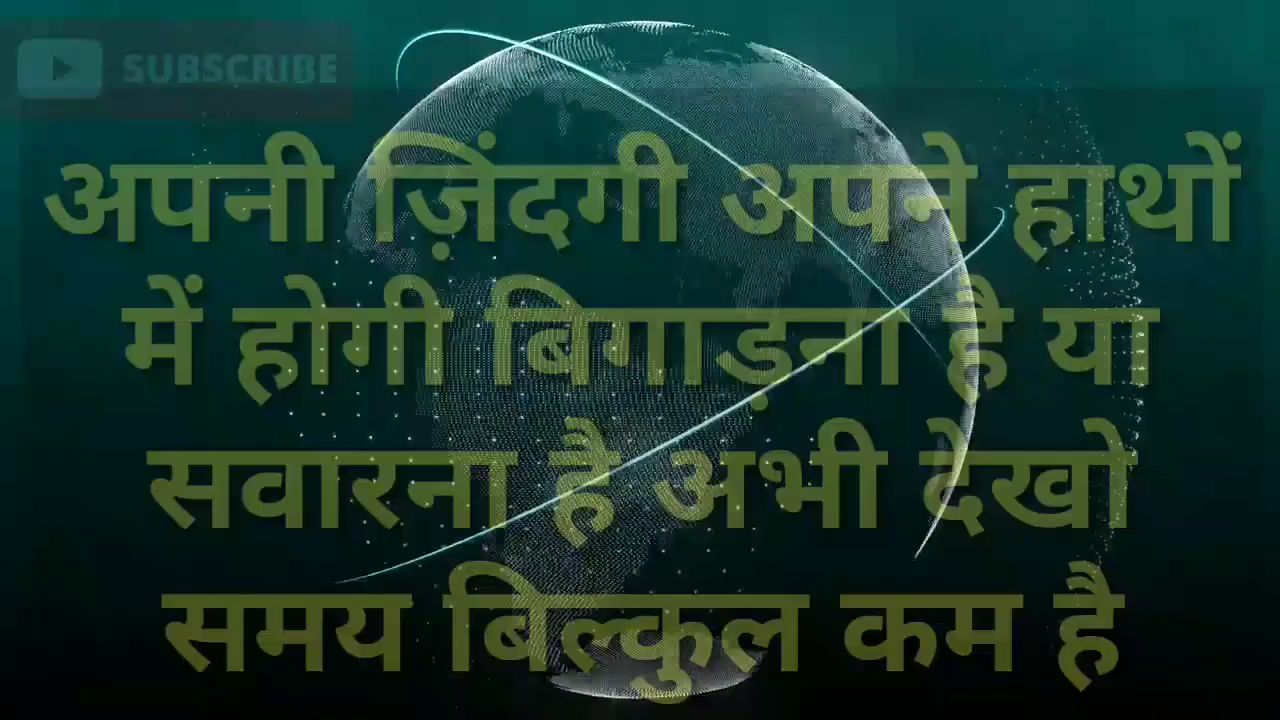 SUBSCRIBE
अपनी ज़िंदगी अपने हाथों
में होगी बिगाड़ना है या
सवारना है अभी देखो
समय बिल्कुल कम है